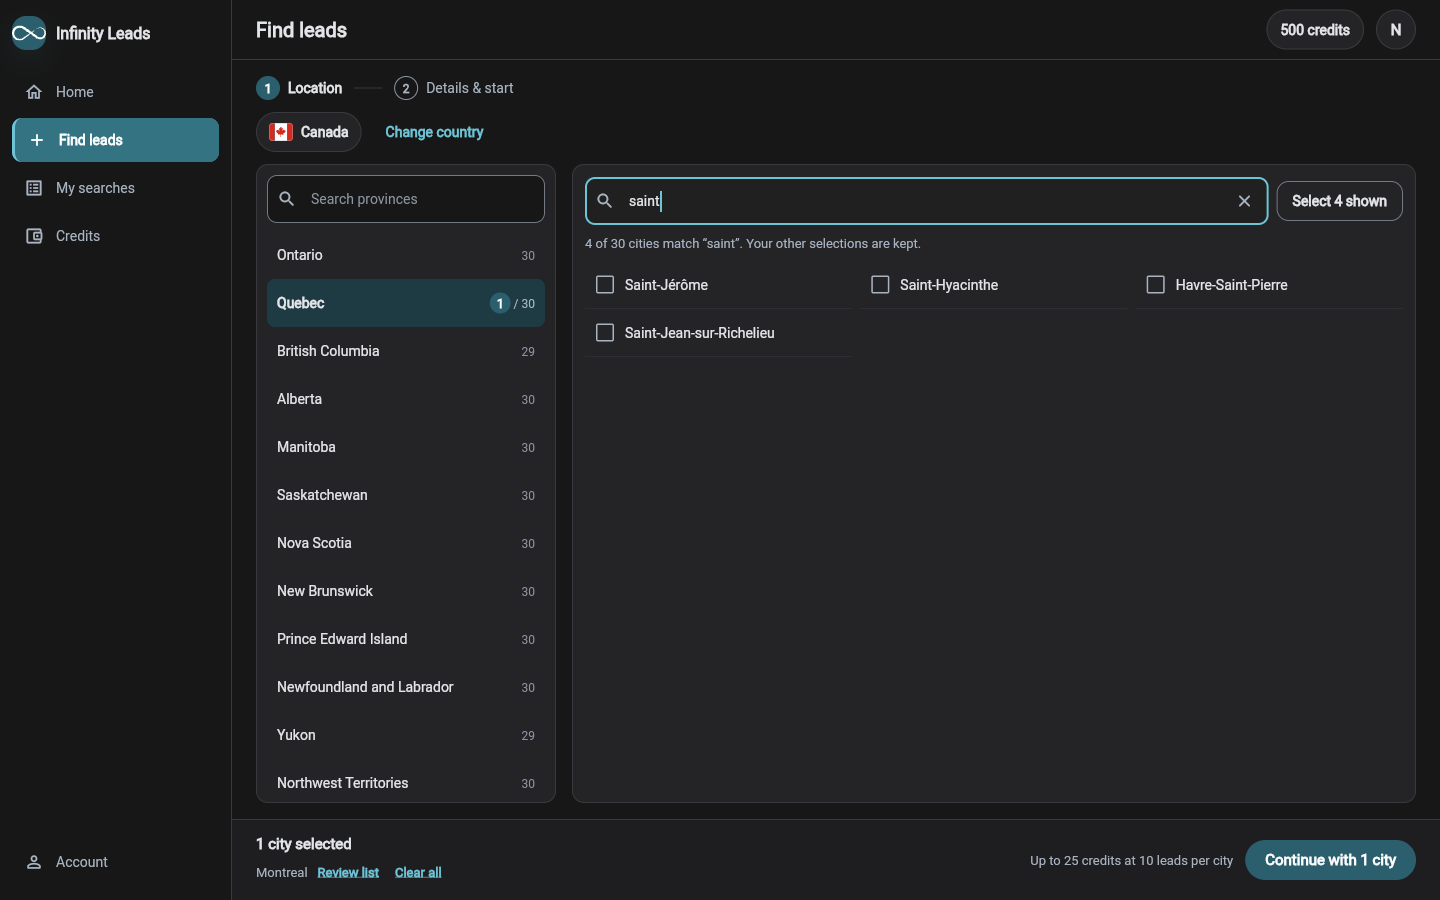 Infinity Leads
Home
Find leads
My searches
Credits
Account
Find leads
500 credits
N
1 Location
2 Details & start
Canada
Change country
Search provinces
Ontario 30
Quebec 1 / 30
British Columbia 29
Alberta 30
Manitoba 30
Saskatchewan 30
Nova Scotia 30
New Brunswick 30
Prince Edward Island 30
Newfoundland and Labrador 30
Yukon 29
Northwest Territories 30
saint
Select 4 shown
4 of 30 cities match “saint”. Your other selections are kept.
Saint-Jérôme
Saint-Hyacinthe
Havre-Saint-Pierre
Saint-Jean-sur-Richelieu
1 city selected
Montreal Review list Clear all
Up to 25 credits at 10 leads per city
Continue with 1 city